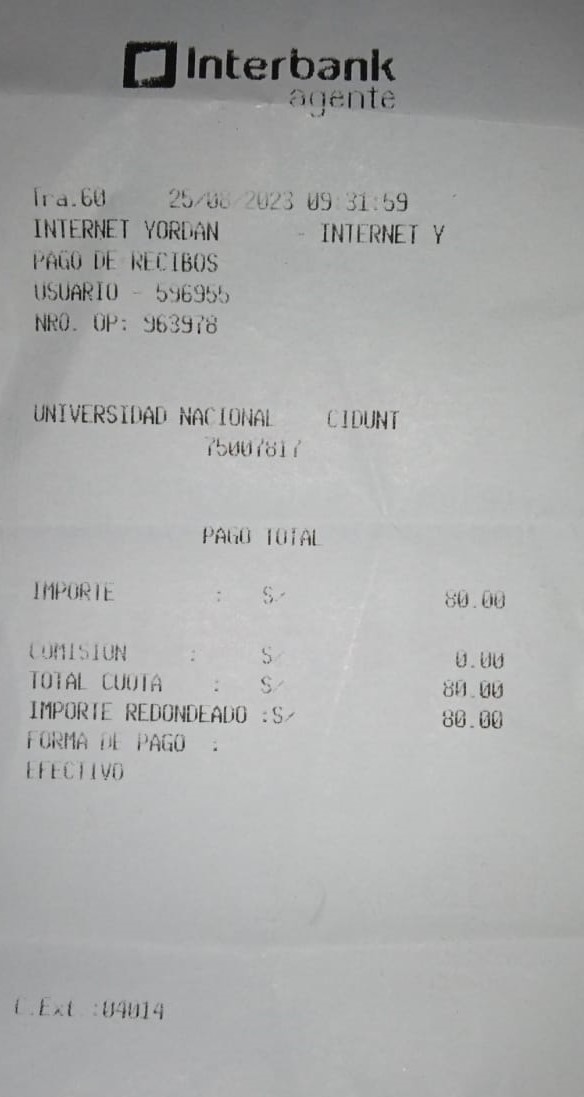 Interbank
agente
Tra.60 25/08/2023 09:31:59
INTERNET YORDAN - INTERNET Y
PAGO DE RECIBOS
USUARIO - 596955
NRO. OP: 963978
UNIVERSIDAD NACIONAL CIDUNT
75007817
PAGO TOTAL
IMPORTE : S/ 80.00
COMISION : S/ 0.00
TOTAL CUOTA : S/ 80.00
IMPORTE REDONDEADO :S/ 80.00
FORMA DE PAGO :
EFECTIVO
C.Ext :04014